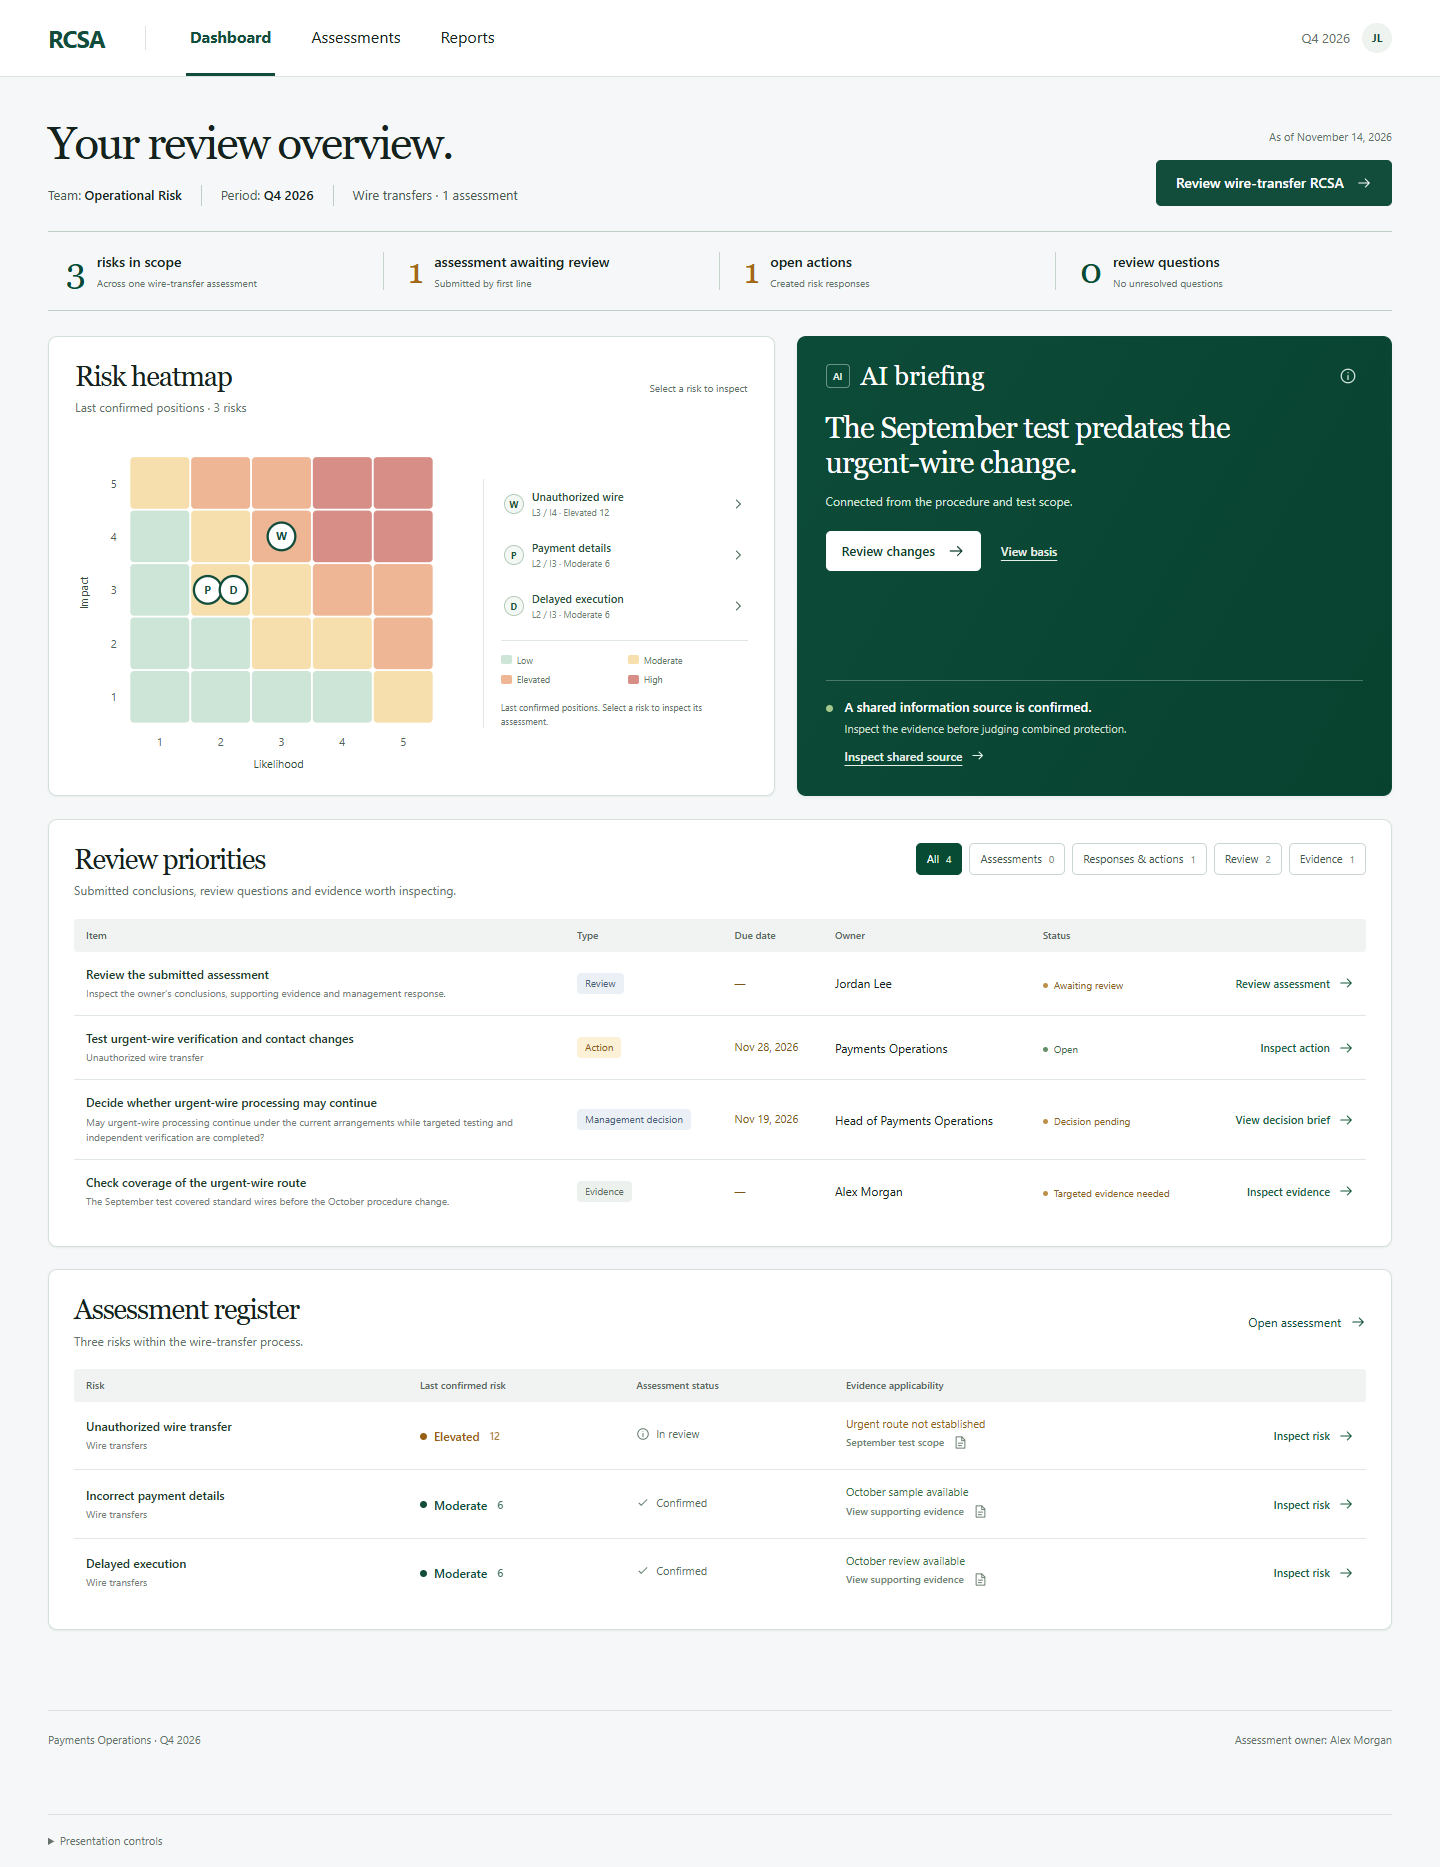 RCSA
Dashboard
Assessments
Reports
Q4 2026
JL
Your review overview.
As of November 14, 2026
Team: Operational Risk
Period: Q4 2026
Wire transfers · 1 assessment
Review wire-transfer RCSA
3
risks in scope
Across one wire-transfer assessment
1
assessment awaiting review
Submitted by first line
1
open actions
Created risk responses
0
review questions
No unresolved questions
Risk heatmap
Last confirmed positions · 3 risks
Select a risk to inspect
Impact
5
4
3
2
1
W
P
D
1
2
3
4
5
Likelihood
W
Unauthorized wire
L3 / I4 · Elevated 12
P
Payment details
L2 / I3 · Moderate 6
D
Delayed execution
L2 / I3 · Moderate 6
Low
Moderate
Elevated
High
Last confirmed positions. Select a risk to inspect its
assessment.
AI
AI briefing
The September test predates the
urgent-wire change.
Connected from the procedure and test scope.
Review changes
View basis
A shared information source is confirmed.
Inspect the evidence before judging combined protection.
Inspect shared source
Review priorities
Submitted conclusions, review questions and evidence worth inspecting.
All 4
Assessments 0
Responses & actions 1
Review 2
Evidence 1
Item
Type
Due date
Owner
Status
Review the submitted assessment
Inspect the owner's conclusions, supporting evidence and management response.
Review
—
Jordan Lee
Awaiting review
Review assessment
Test urgent-wire verification and contact changes
Unauthorized wire transfer
Action
Nov 28, 2026
Payments Operations
Open
Inspect action
Decide whether urgent-wire processing may continue
May urgent-wire processing continue under the current arrangements while targeted testing and
independent verification are completed?
Management decision
Nov 19, 2026
Head of Payments Operations
Decision pending
View decision brief
Check coverage of the urgent-wire route
The September test covered standard wires before the October procedure change.
Evidence
—
Alex Morgan
Targeted evidence needed
Inspect evidence
Assessment register
Three risks within the wire-transfer process.
Open assessment
Risk
Last confirmed risk
Assessment status
Evidence applicability
Unauthorized wire transfer
Wire transfers
Elevated 12
In review
Urgent route not established
September test scope
Inspect risk
Incorrect payment details
Wire transfers
Moderate 6
Confirmed
October sample available
View supporting evidence
Inspect risk
Delayed execution
Wire transfers
Moderate 6
Confirmed
October review available
View supporting evidence
Inspect risk
Payments Operations · Q4 2026
Assessment owner: Alex Morgan
Presentation controls